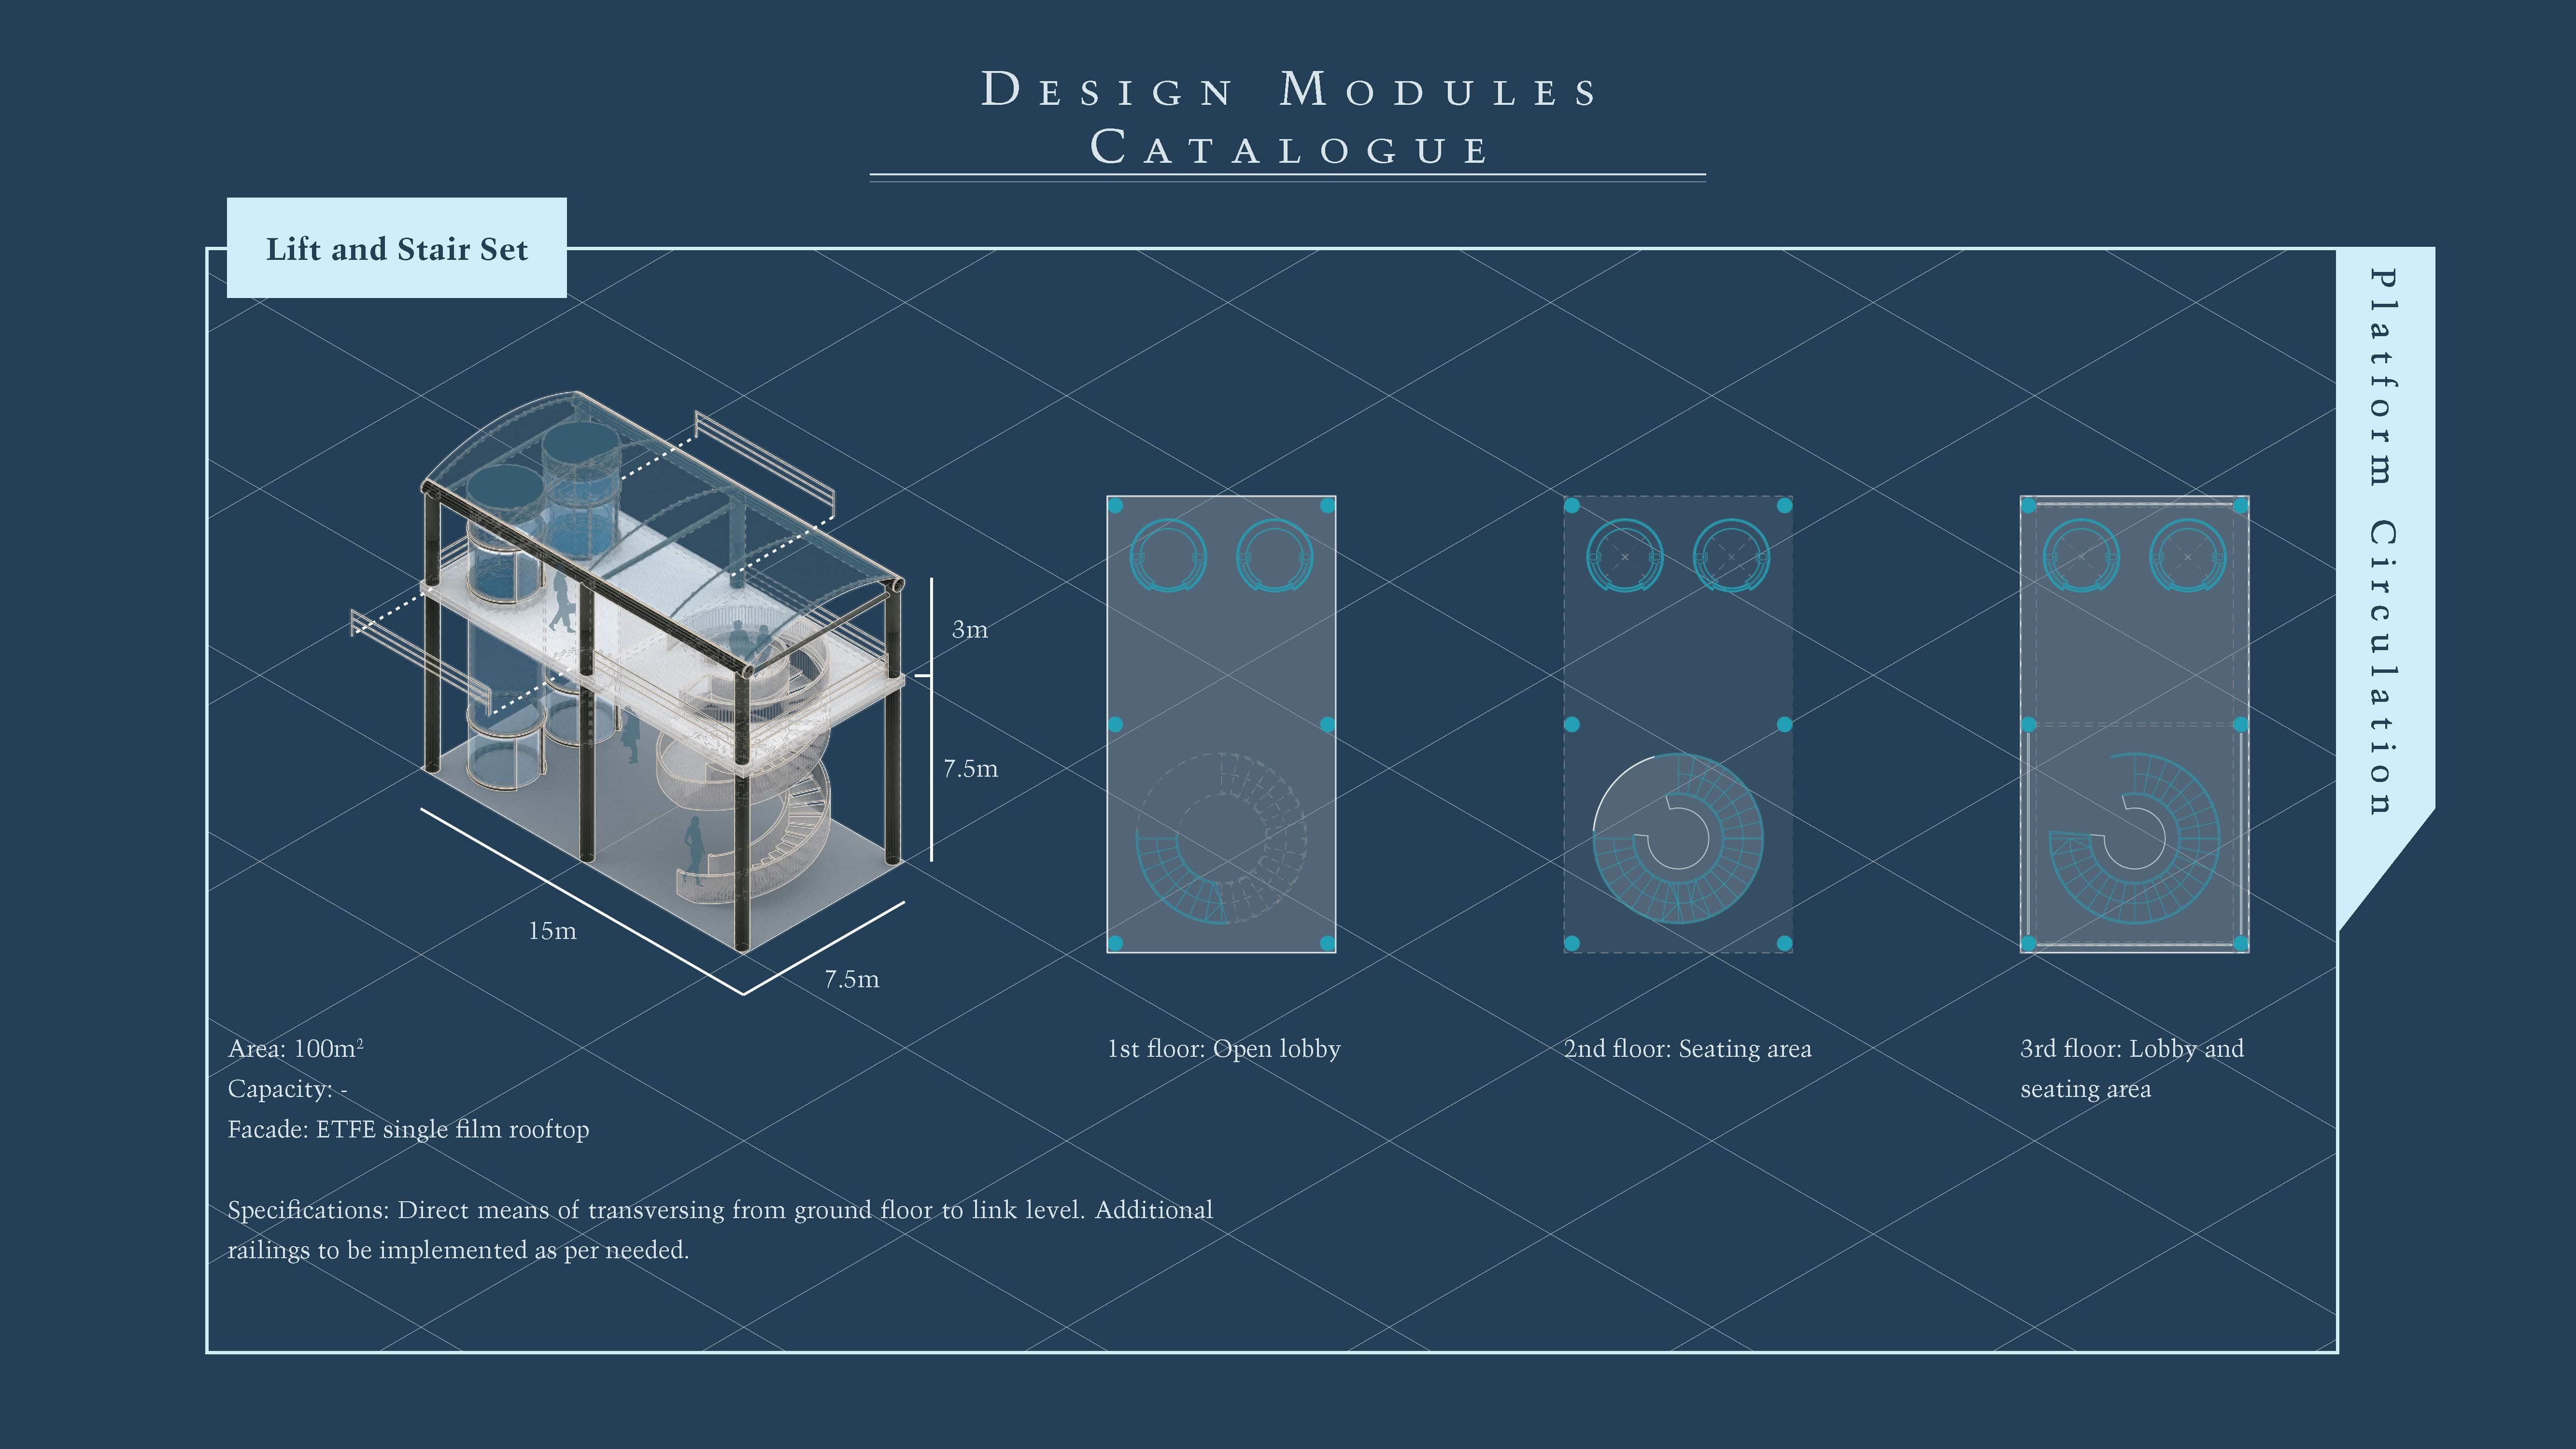 Design Modules
Catalogue
Lift and Stair Set
Platform Circulation
3m
7.5m
15m
7.5m
Area: 100m²
Capacity: -
Facade: ETFE single film rooftop
Specifications: Direct means of transversing from ground floor to link level. Additional
railings to be implemented as per needed.
1st floor: Open lobby
2nd floor: Seating area
3rd floor: Lobby and
seating area